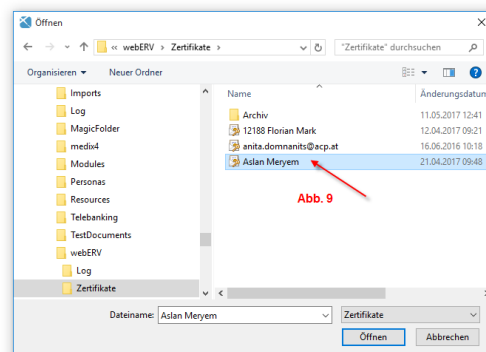 Öffnen
« webERV > Zertifikate >
"Zertifikate" durchsuchen
Organisieren
Neuer Ordner
Imports
Log
MagicFolder
medix4
Modules
Personas
Resources
Telebanking
TestDocuments
webERV
Log
Zertifikate
Name Änderungsdatum
Archiv 11.05.2017 12:41
12188 Florian Mark 12.04.2017 09:21
anita.domnanits@acp.at 16.06.2016 10:18
Aslan Meryem 21.04.2017 09:48
Abb. 9
Dateiname: Aslan Meryem Zertifikate
Öffnen Abbrechen